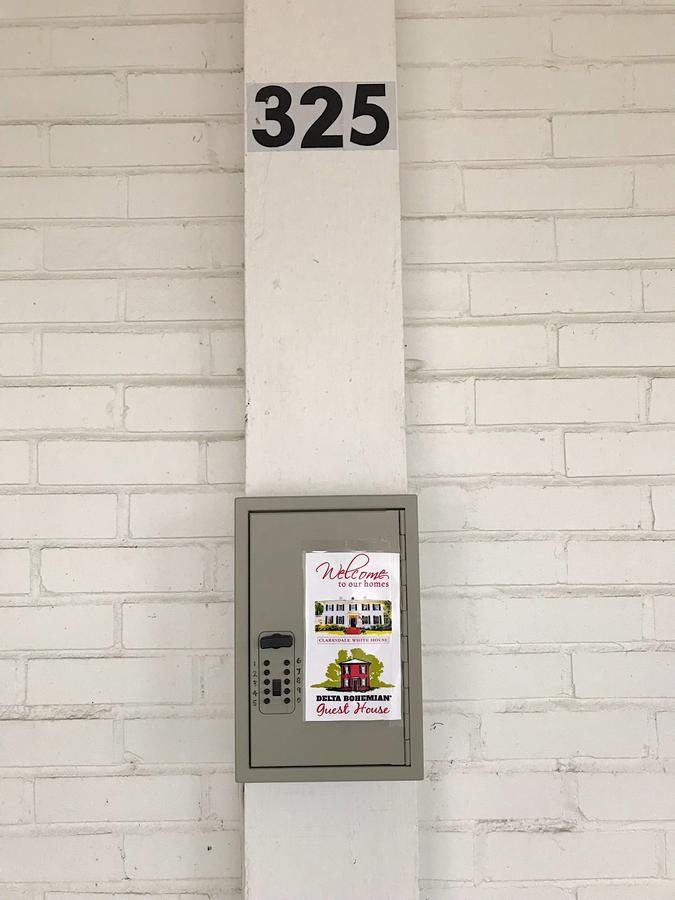 325
Welcome
to our homes
CLARKSDALE WHITE HOUSE
DELTA BOHEMIAN'
Guest House
1 6
2 7
3 8
4 9
5 0